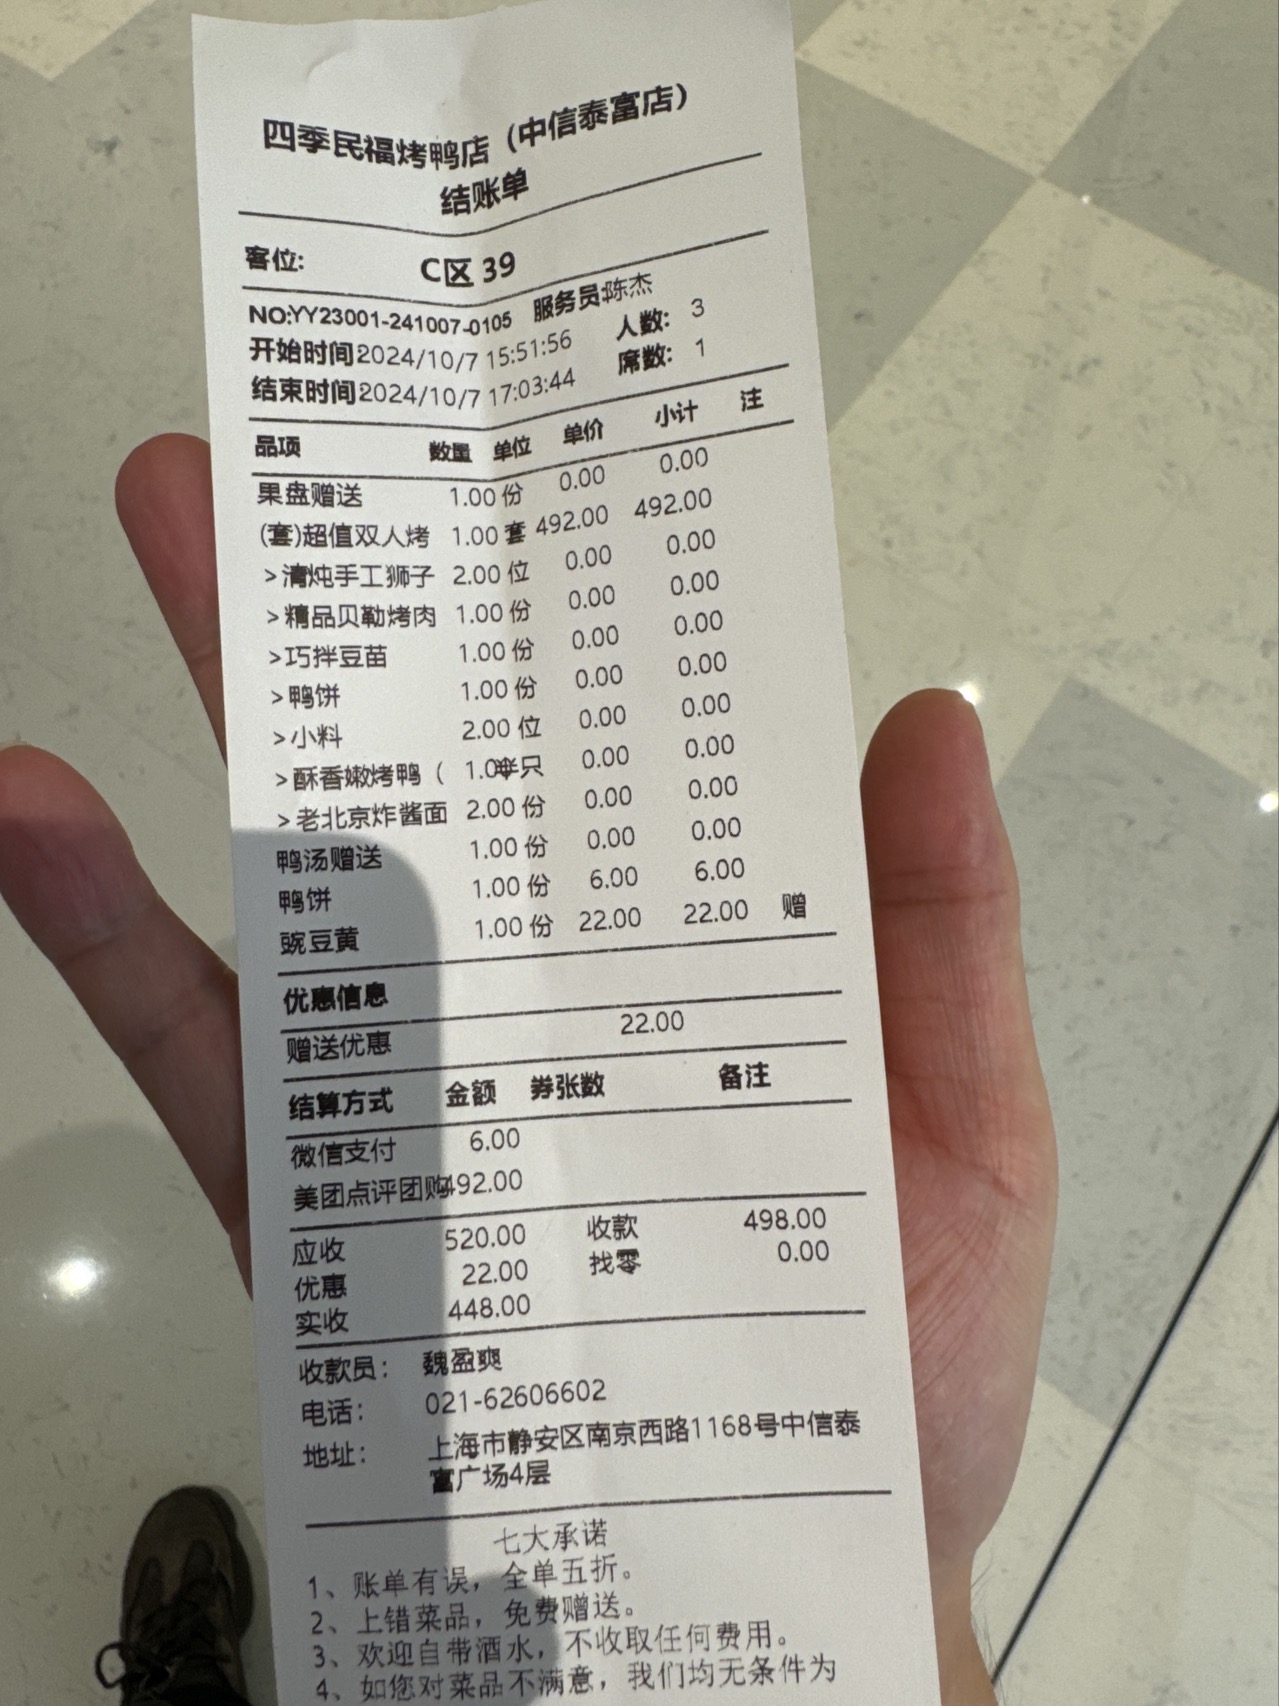 四季民福烤鸭店（中信泰富店）
结账单
客位: C区 39
NO:YY23001-241007-0105 服务员:陈杰
开始时间2024/10/7 15:51:56 人数: 3
结束时间2024/10/7 17:03:44 席数: 1
品项 数量 单位 单价 小计 注
果盘赠送 1.00 份 0.00 0.00
(套)超值双人烤 1.00 套 492.00 492.00
>清炖手工狮子 2.00 位 0.00 0.00
>精品贝勒烤肉 1.00 份 0.00 0.00
>巧拌豆苗 1.00 份 0.00 0.00
>鸭饼 1.00 份 0.00 0.00
>小料 2.00 位 0.00 0.00
>酥香嫩烤鸭（ 1.00半只 0.00 0.00
>老北京炸酱面 2.00 份 0.00 0.00
鸭汤赠送 1.00 份 0.00 0.00
鸭饼 1.00 份 6.00 6.00
豌豆黄 1.00 份 22.00 22.00 赠
优惠信息
赠送优惠 22.00
结算方式 金额 券张数 备注
微信支付 6.00
美团点评团购492.00
应收 520.00 收款 498.00
优惠 22.00 找零 0.00
实收 448.00
收款员: 魏盈爽
电话: 021-62606602
地址: 上海市静安区南京西路1168号中信泰
富广场4层
七大承诺
1、账单有误，全单五折。
2、上错菜品，免费赠送。
3、欢迎自带酒水，不收取任何费用。
4、如您对菜品不满意，我们均无条件为